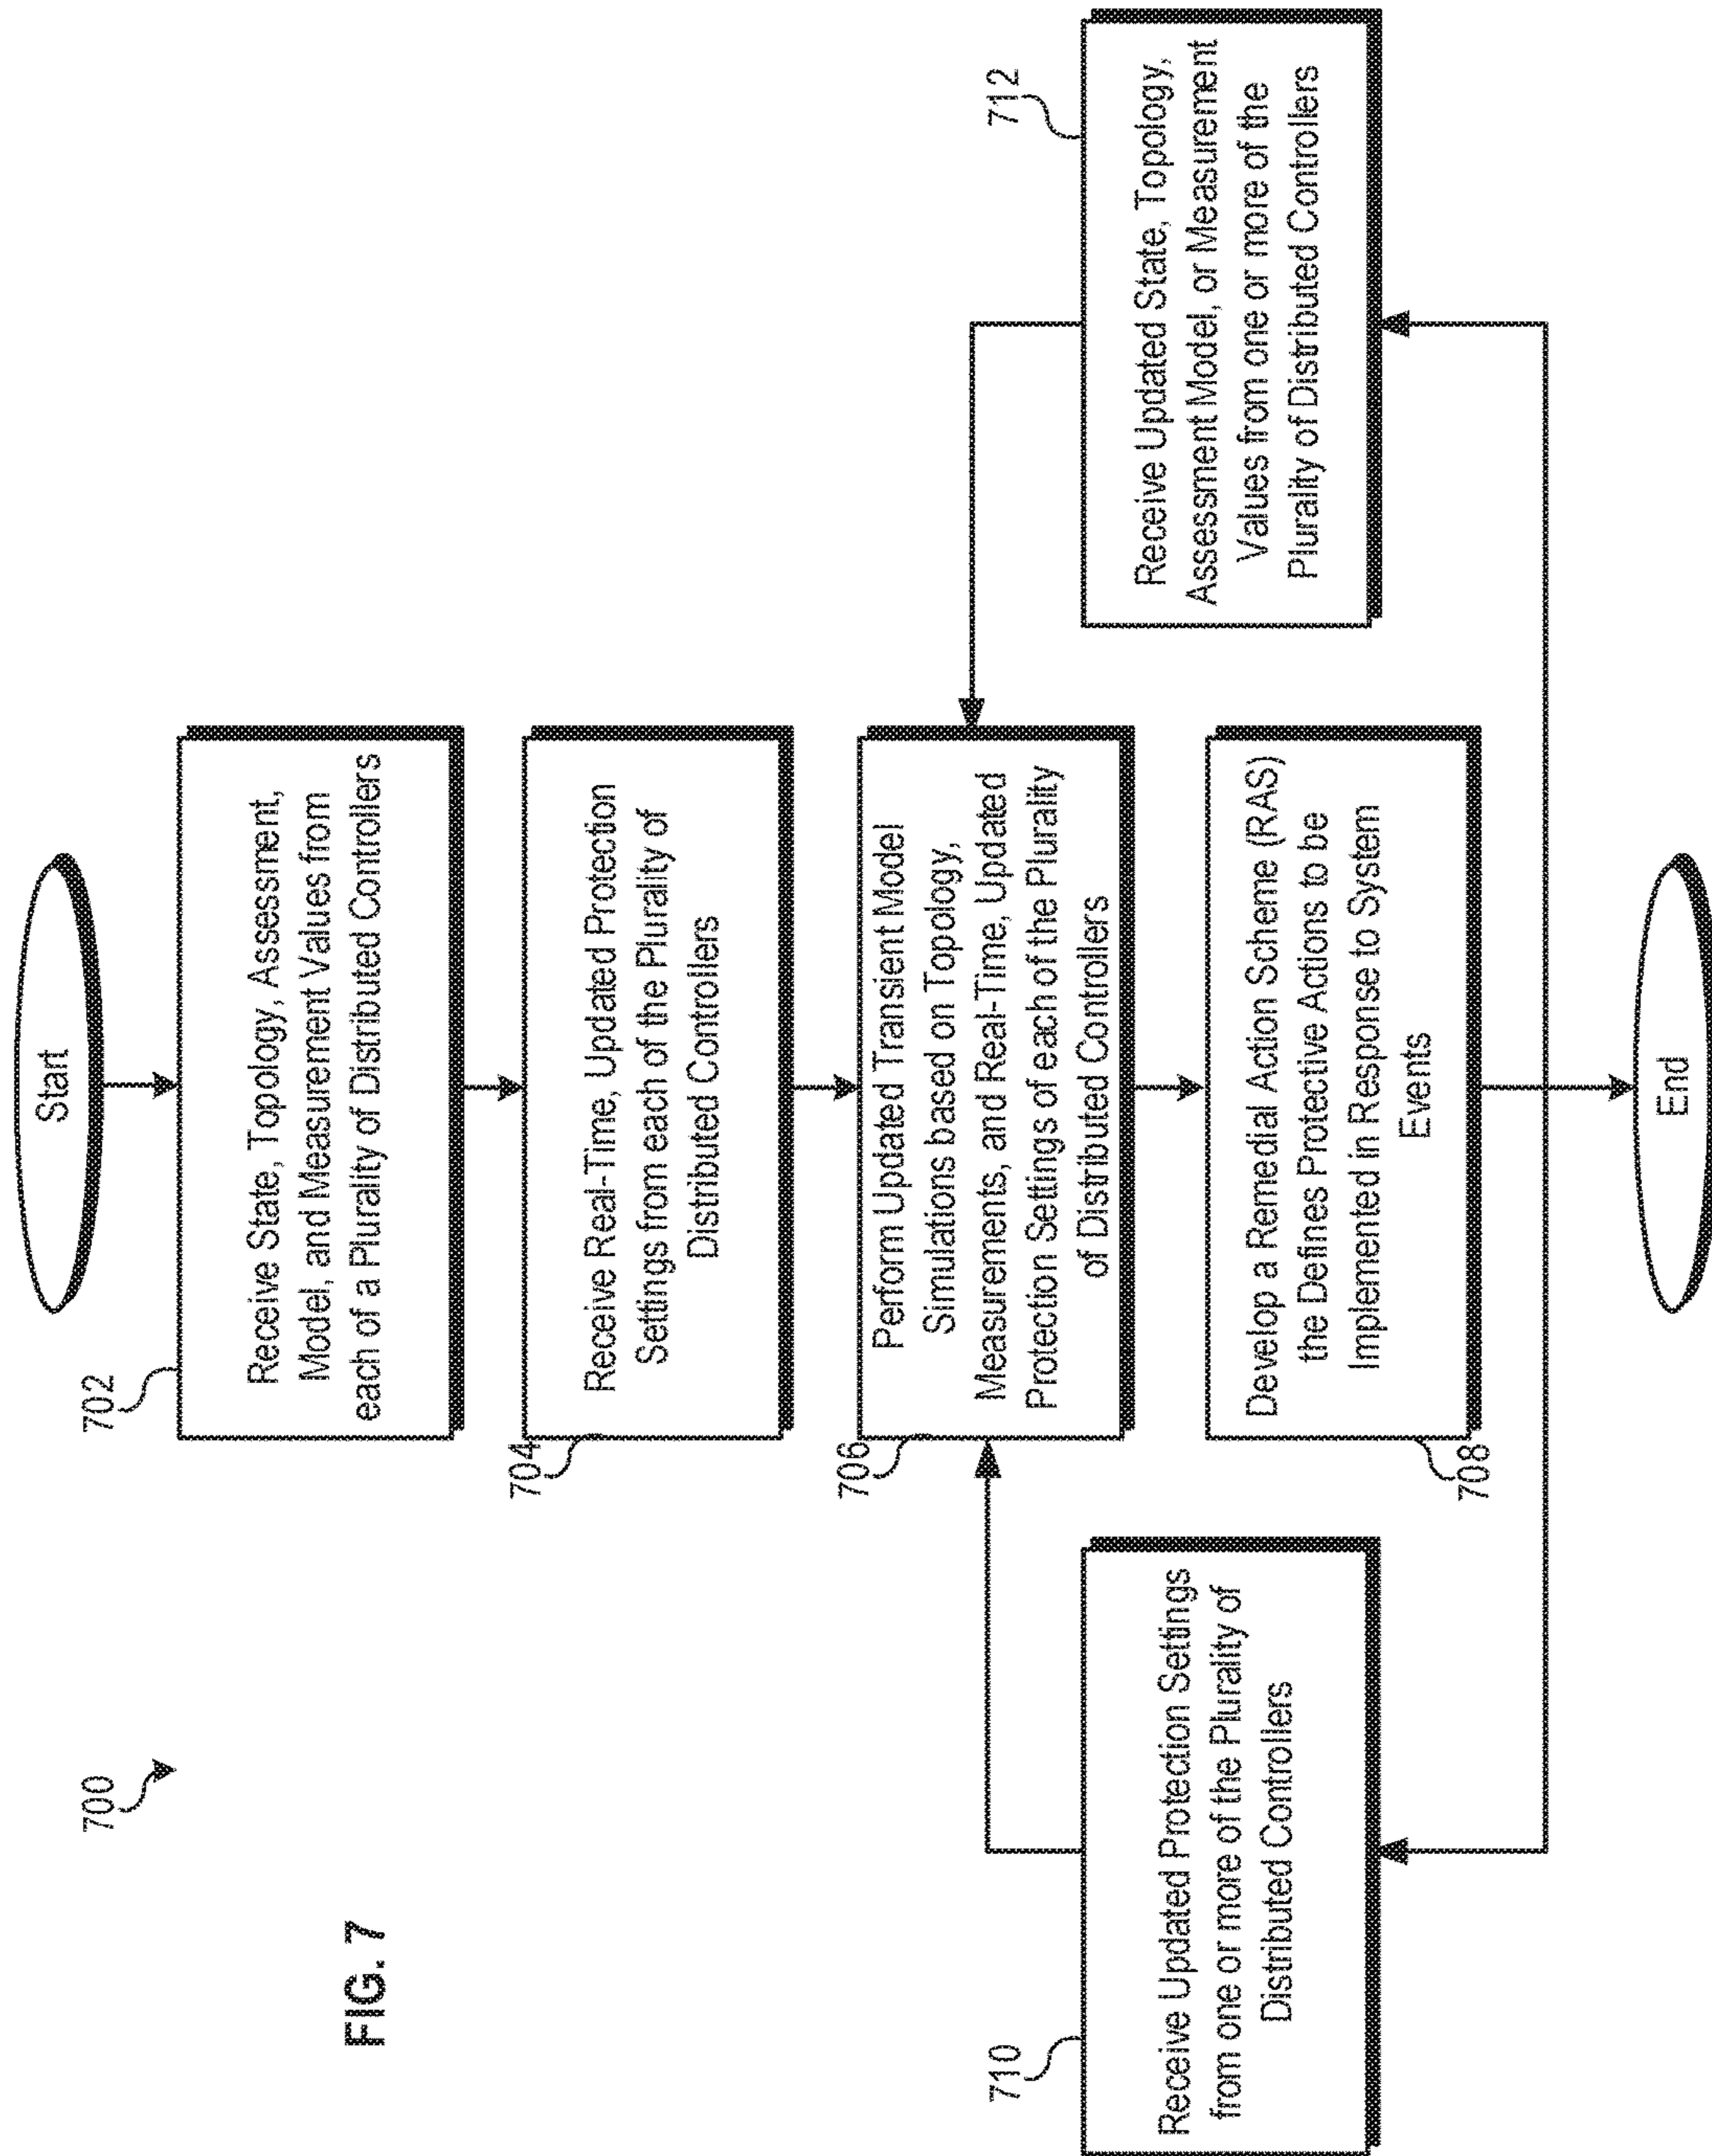 FIG. 7
700
Start
702
Receive State, Topology, Assessment,
Model, and Measurement Values from
each of a Plurality of Distributed Controllers
704
Receive Real-Time, Updated Protection
Settings from each of the Plurality of
Distributed Controllers
706
Perform Updated Transient Model
Simulations based on Topology,
Measurements, and Real-Time, Updated
Protection Settings of each of the Plurality
of Distributed Controllers
708
Develop a Remedial Action Scheme (RAS)
the Defines Protective Actions to be
Implemented in Response to System
Events
710
Receive Updated Protection Settings
from one or more of the Plurality of
Distributed Controllers
712
Receive Updated State, Topology,
Assessment Model, or Measurement
Values from one or more of the
Plurality of Distributed Controllers
End